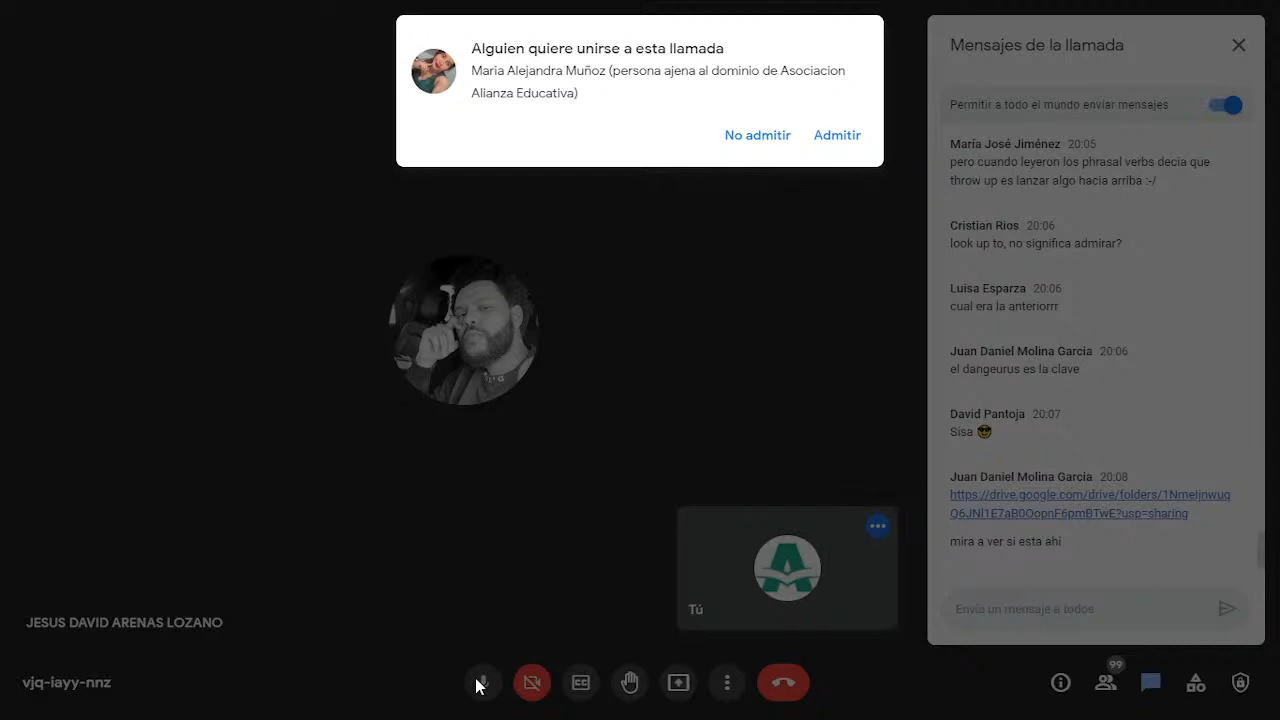 Alguien quiere unirse a esta llamada
Maria Alejandra Muñoz (persona ajena al dominio de Asociacion
Alianza Educativa)
No admitir
Admitir
Mensajes de la llamada
Permitir a todo el mundo enviar mensajes
María José Jiménez 20:05
pero cuando leyeron los phrasal verbs decia que
throw up es lanzar algo hacia arriba :-/
Cristian Rios 20:06
look up to, no significa admirar?
Luisa Esparza 20:06
cual era la anteriorrr
Juan Daniel Molina Garcia 20:06
el dangeurus es la clave
David Pantoja 20:07
Sisa 😎
Juan Daniel Molina Garcia 20:08
https://drive.google.com/drive/folders/1NmeIjnwuq
Q6JNl1E7aB0OopnF6pmBTwE?usp=sharing
mira a ver si esta ahi
Envía un mensaje a todos
Tú
JESUS DAVID ARENAS LOZANO
vjq-iayy-nnz
99